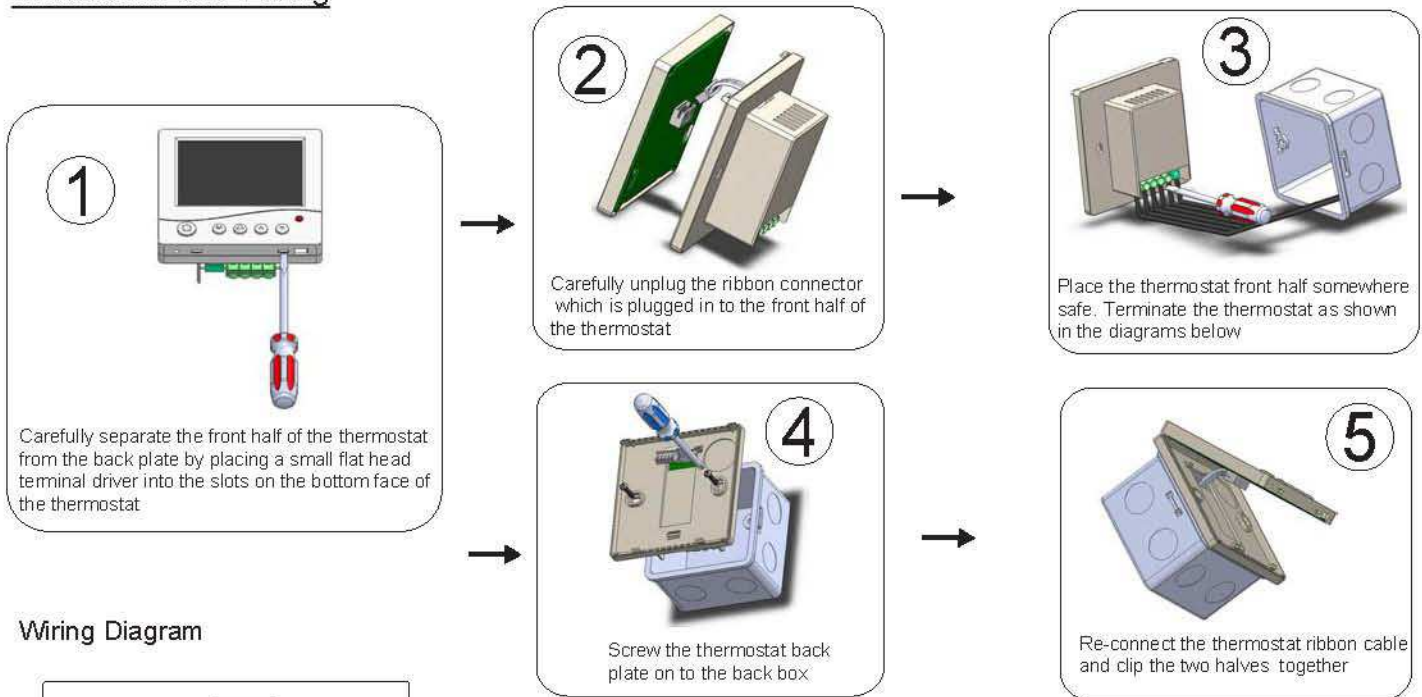 1
Carefully separate the front half of the thermostat
from the back plate by placing a small flat head
terminal driver into the slots on the bottom face of
the thermostat
2
Carefully unplug the ribbon connector
which is plugged in to the front half of
the thermostat
3
Place the thermostat front half somewhere
safe. Terminate the thermostat as shown
in the diagrams below
4
Screw the thermostat back
plate on to the back box
5
Re-connect the thermostat ribbon cable
and clip the two halves together
Wiring Diagram